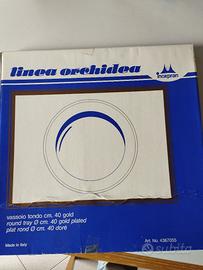 linea orchidea
inoxpran
vassoio tondo cm. 40 gold
round tray Ø cm. 40 gold plated
plat rond Ø cm. 40 doré
Art. No. 4367055
Made in Italy
subito